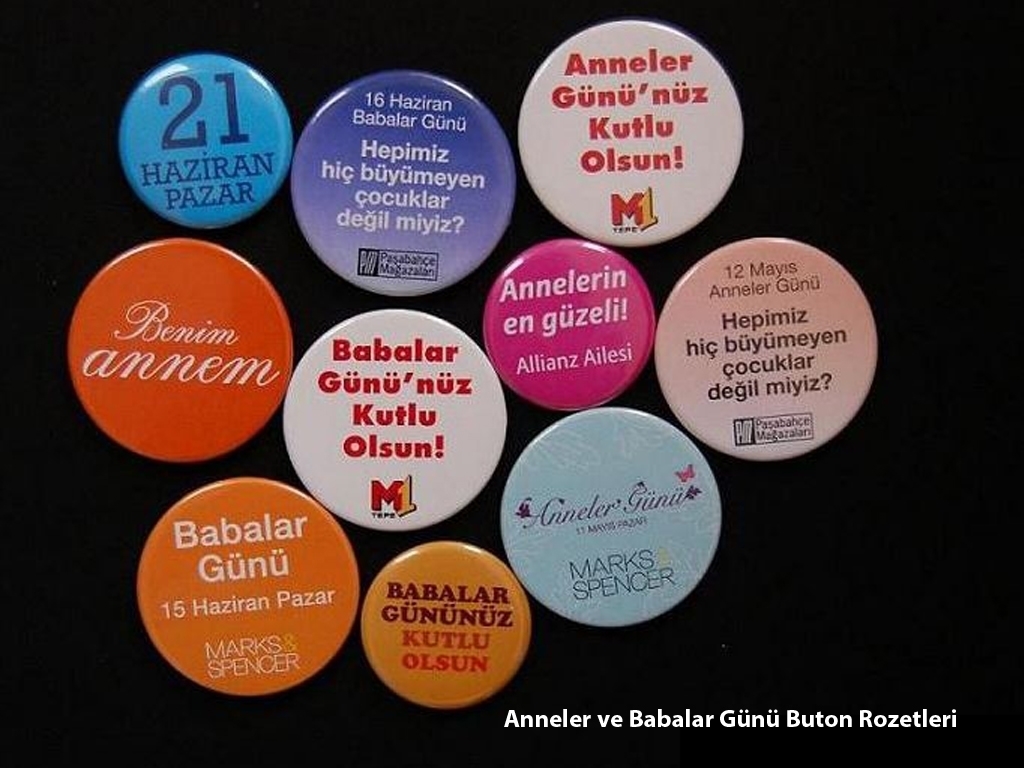 21
HAZİRAN
PAZAR
16 Haziran
Babalar Günü
Hepimiz
hiç büyümeyen
çocuklar
değil miyiz?
Paşabahçe
Mağazaları
Anneler
Günü'nüz
Kutlu
Olsun!
M1
TEPE
Benim
annem
Babalar
Günü'nüz
Kutlu
Olsun!
M1
TEPE
Annelerin
en güzeli!
Allianz Ailesi
12 Mayıs
Anneler Günü
Hepimiz
hiç büyümeyen
çocuklar
değil miyiz?
Paşabahçe
Mağazaları
Babalar
Günü
15 Haziran Pazar
MARKS&
SPENCER
BABALAR
GÜNÜNÜZ
KUTLU
OLSUN
Anneler Günü
11 MAYIS PAZAR
MARKS&
SPENCER
Anneler ve Babalar Günü Buton Rozetleri